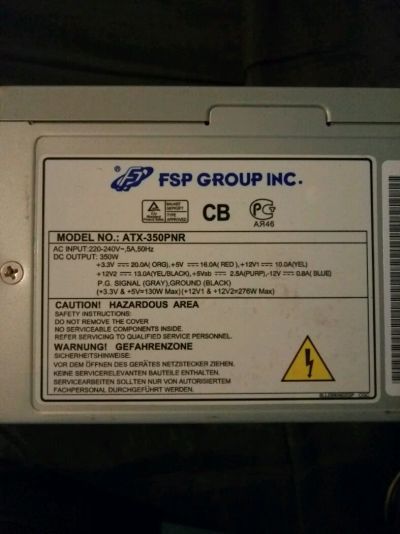 FSP GROUP INC.
CB
АЯ46
MODEL NO.: ATX-350PNR
AC INPUT:220-240V~,5A,50Hz
DC OUTPUT: 350W
+3.3V ⎓ 20.0A( ORG),+5V ⎓ 16.0A (RED ),+12V1 ⎓ 10.0A(YEL)
+12V2 ⎓ 13.0A(YEL/BLACK),+5Vsb ⎓ 2.5A(PURP),-12V ⎓ 0.8A( BLUE)
P.G. SIGNAL (GRAY),GROUND (BLACK)
(+3.3V & +5V=130W Max)(+12V1 & +12V2=276W Max)
CAUTION! HAZARDOUS AREA
SAFETY INSTRUCTIONS:
DO NOT REMOVE THE COVER
NO SERVICEABLE COMPONENTS INSIDE.
REFER SERVICING TO QUALIFIED SERVICE PERSONNEL.
WARNUNG! GEFAHRENZONE
SICHERHEITSHINWEISE:
VOR DEM ÖFFNEN DES GERÄTES NETZSTECKER ZIEHEN.
KEINE SERVICERELEVANTEN BAUTEILE ENTHALTEN.
SERVICEARBEITEN SOLLTEN NUR VON AUTORISIERTEM
FACHPERSONAL DURCHGEFÜHRT WERDEN.